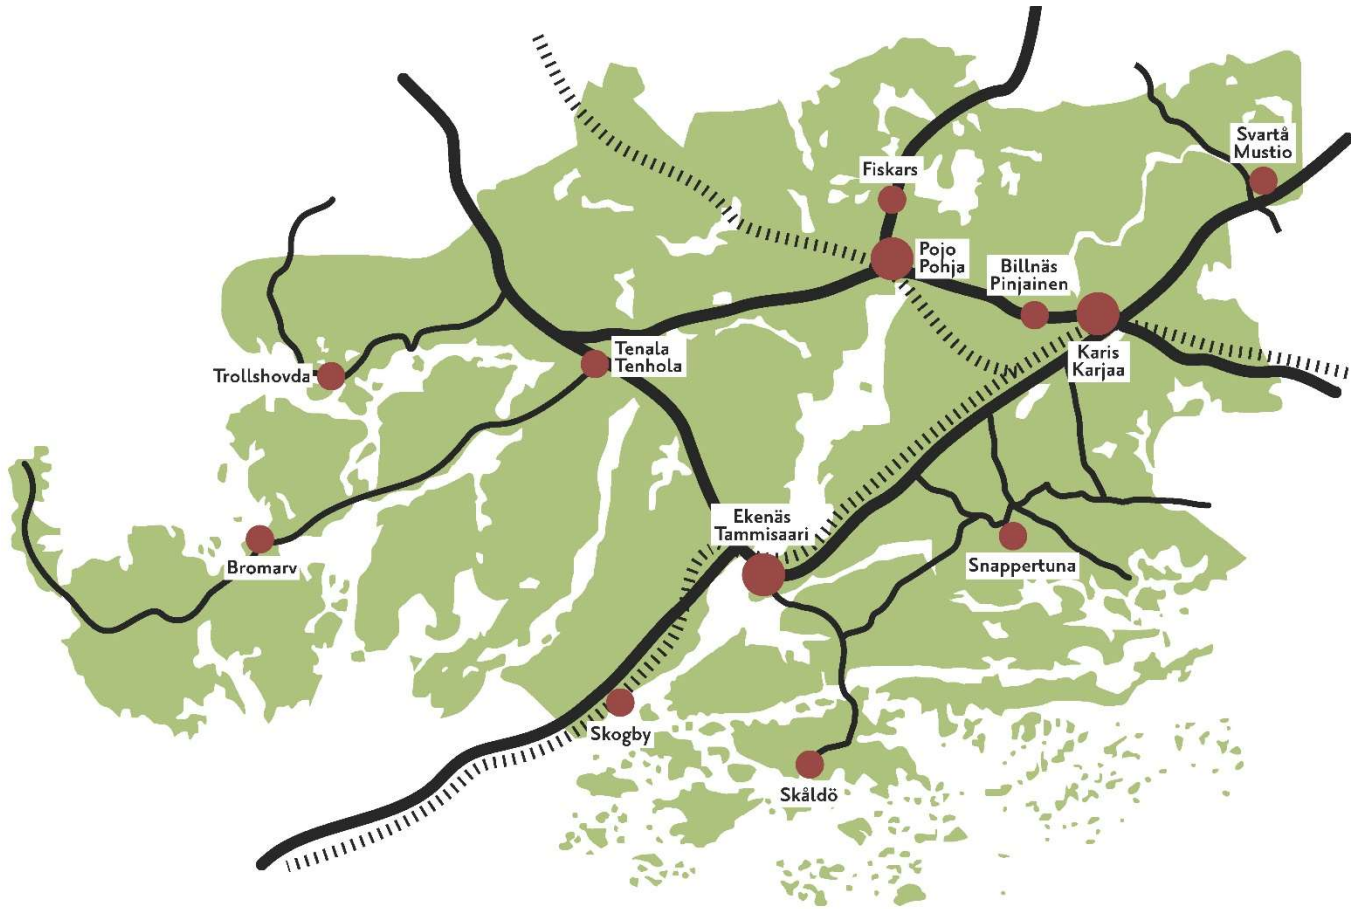 Svartå
Mustio
Fiskars
Pojo
Pohja
Billnäs
Pinjainen
Tenala
Tenhola
Karis
Karjaa
Trollshovda
Ekenäs
Tammisaari
Bromarv
Snappertuna
Skogby
Skåldö